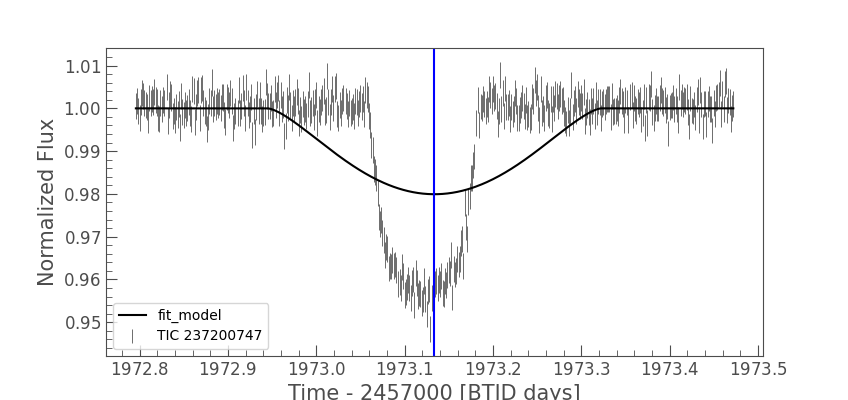 1.01
1.00
0.99
0.98
0.97
0.96
0.95
Normalized Flux
fit_model
TIC 237200747
1972.8 1972.9 1973.0 1973.1 1973.2 1973.3 1973.4 1973.5
Time - 2457000 [BTJD days]